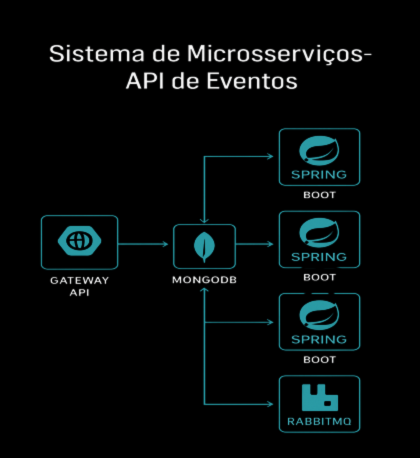 Sistema de Microsserviços-
API de Eventos
SPRING
BOOT
GATEWAY
API
MONGODB
SPRING
BOOT
SPRING
BOOT
RABBITMQ